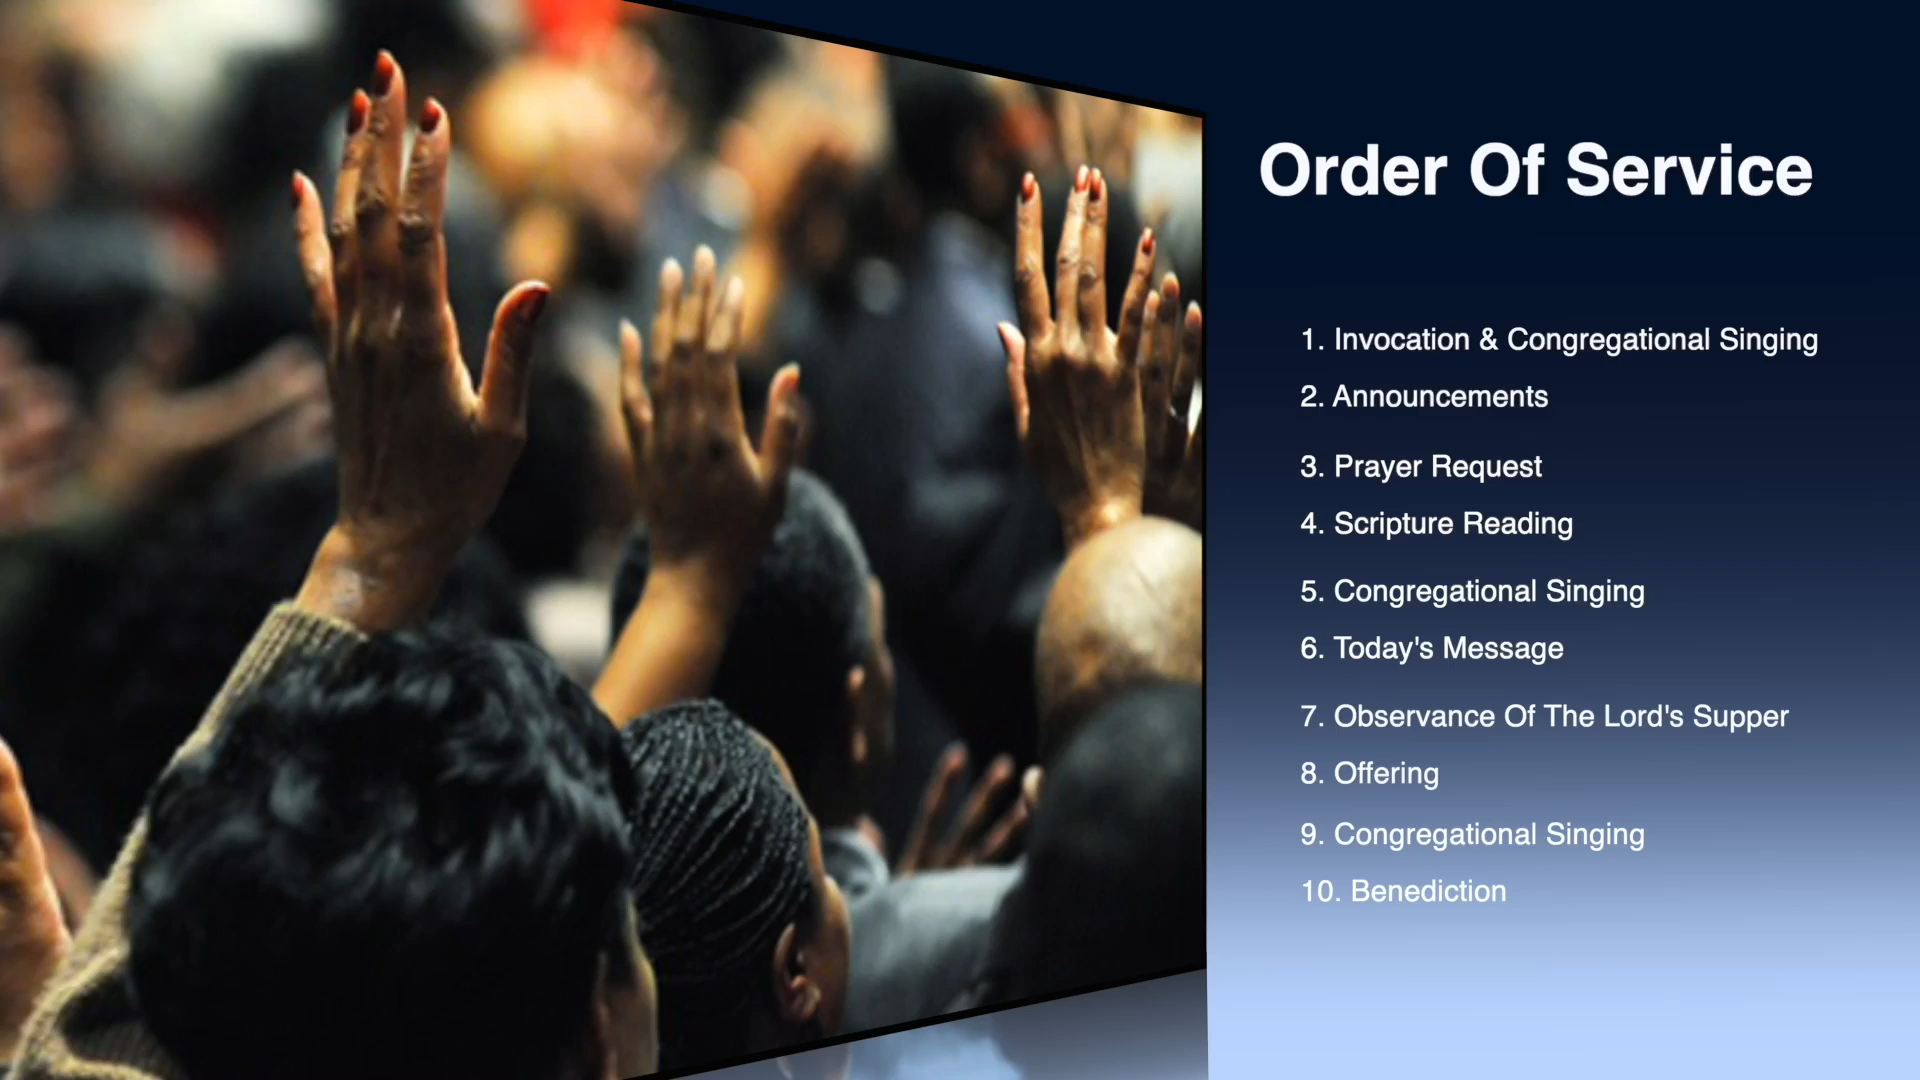 Order Of Service
1. Invocation & Congregational Singing
2. Announcements
3. Prayer Request
4. Scripture Reading
5. Congregational Singing
6. Today's Message
7. Observance Of The Lord's Supper
8. Offering
9. Congregational Singing
10. Benediction